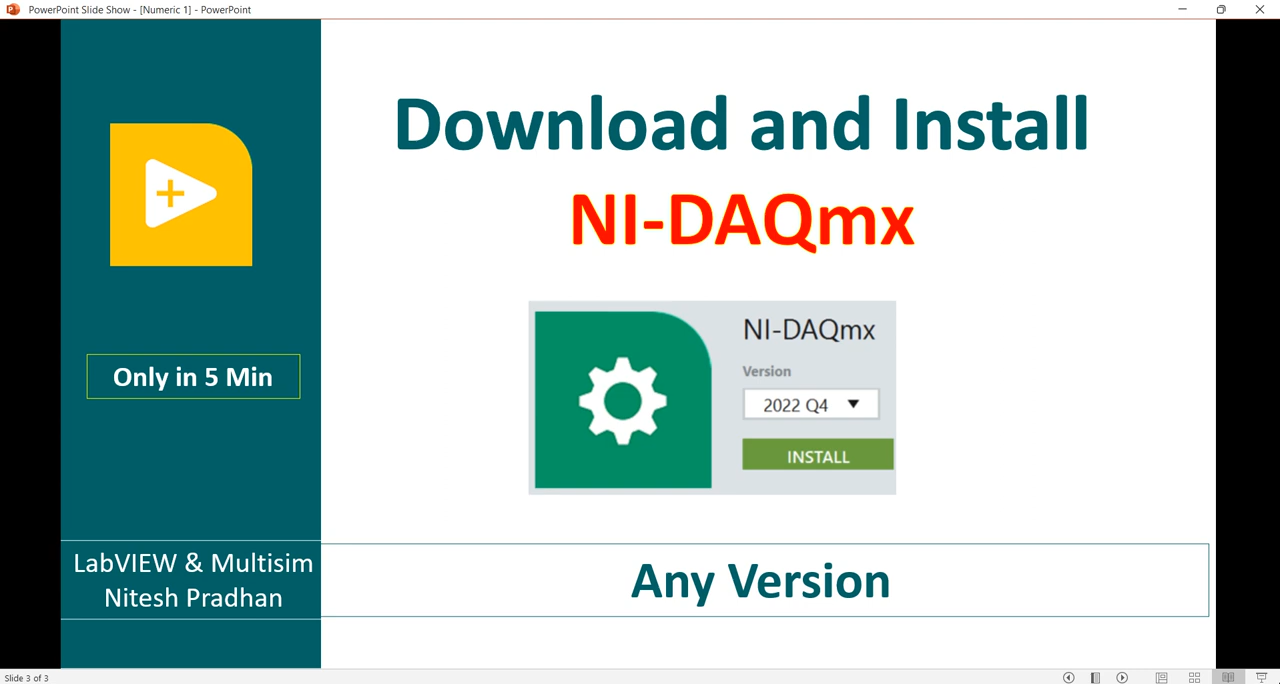 PowerPoint Slide Show - [Numeric 1] - PowerPoint
Download and Install
NI-DAQmx
NI-DAQmx
Version
2022 Q4
INSTALL
Only in 5 Min
LabVIEW & Multisim
Nitesh Pradhan
Any Version
Slide 3 of 3